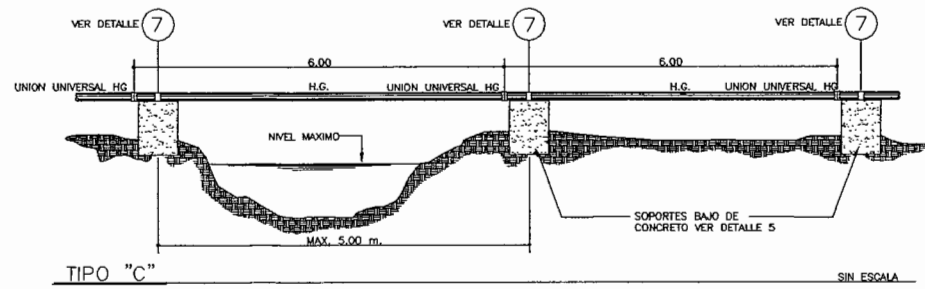 VER DETALLE 7
VER DETALLE 7
VER DETALLE 7
6.00
6.00
UNION UNIVERSAL HG
H.G.
UNION UNIVERSAL HG
H.G.
UNION UNIVERSAL HG
NIVEL MAXIMO
SOPORTES BAJO DE
CONCRETO VER DETALLE 5
MAX. 5.00 m.
TIPO "C"
SIN ESCALA